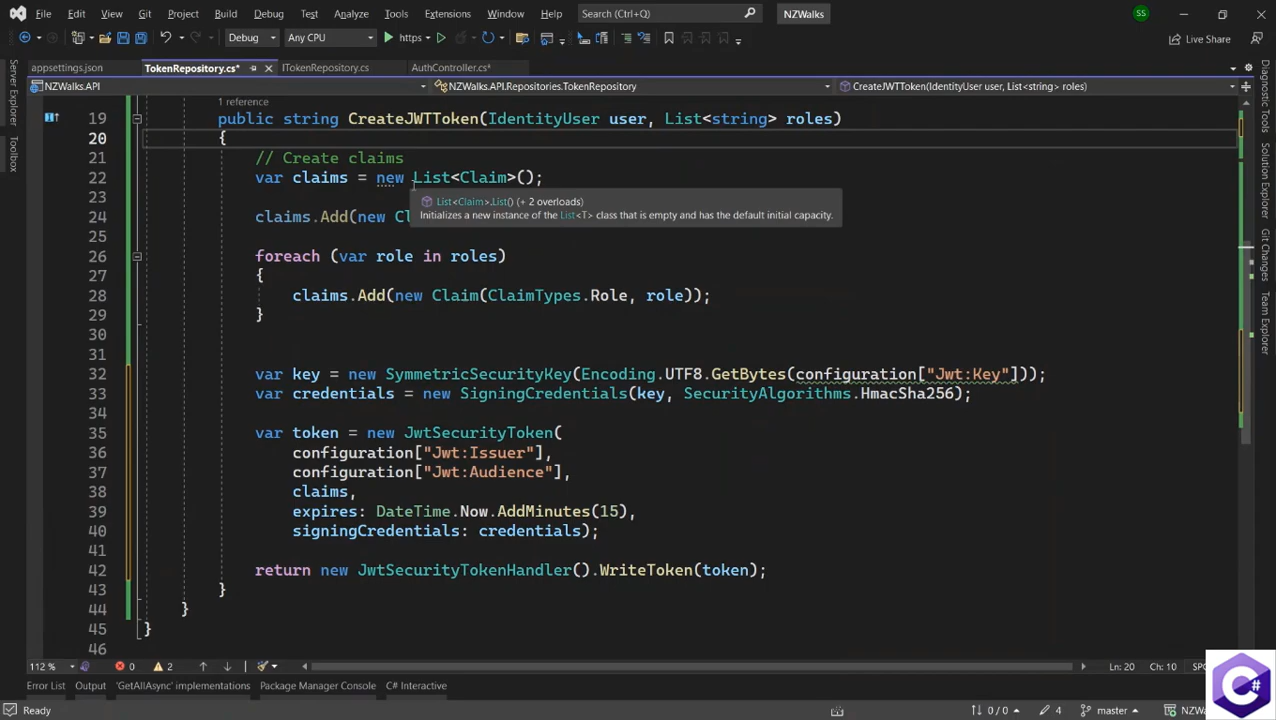 File Edit View Git Project Build Debug Test Analyze Tools Extensions Window Help Search (Ctrl+Q) NZWalks SS
Debug Any CPU https Live Share
appsettings.json TokenRepository.cs* ITokenRepository.cs AuthController.cs*
NZWalks.API NZWalks.API.Repositories.TokenRepository CreateJWTToken(IdentityUser user, List<string> roles)
1 reference
19 public string CreateJWTToken(IdentityUser user, List<string> roles)
20 {
21 // Create claims
22 var claims = new List<Claim>();
23 List<Claim>.List() (+ 2 overloads)
Initializes a new instance of the List<T> class that is empty and has the default initial capacity.
24 claims.Add(new Cl
25
26 foreach (var role in roles)
27 {
28 claims.Add(new Claim(ClaimTypes.Role, role));
29 }
30
31
32 var key = new SymmetricSecurityKey(Encoding.UTF8.GetBytes(configuration["Jwt:Key"]));
33 var credentials = new SigningCredentials(key, SecurityAlgorithms.HmacSha256);
34
35 var token = new JwtSecurityToken(
36 configuration["Jwt:Issuer"],
37 configuration["Jwt:Audience"],
38 claims,
39 expires: DateTime.Now.AddMinutes(15),
40 signingCredentials: credentials);
41
42 return new JwtSecurityTokenHandler().WriteToken(token);
43 }
44 }
45 }
46
112 % 0 2 Ln: 20 Ch: 10
Error List Output 'GetAllAsync' implementations Package Manager Console C# Interactive
Ready 0 / 0 4 master
Server Explorer
Toolbox
Diagnostic Tools
Solution Explorer
Git Changes
Team Explorer
C#